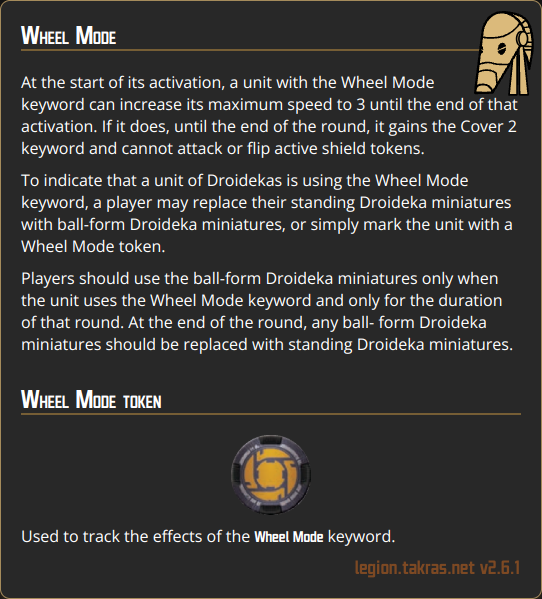 Wheel Mode
At the start of its activation, a unit with the Wheel Mode
keyword can increase its maximum speed to 3 until the end of that
activation. If it does, until the end of the round, it gains the Cover 2
keyword and cannot attack or flip active shield tokens.
To indicate that a unit of Droidekas is using the Wheel Mode
keyword, a player may replace their standing Droideka miniatures
with ball-form Droideka miniatures, or simply mark the unit with a
Wheel Mode token.
Players should use the ball-form Droideka miniatures only when
the unit uses the Wheel Mode keyword and only for the duration
of that round. At the end of the round, any ball- form Droideka
miniatures should be replaced with standing Droideka miniatures.
Wheel Mode token
Used to track the effects of the Wheel Mode keyword.
legion.takras.net v2.6.1